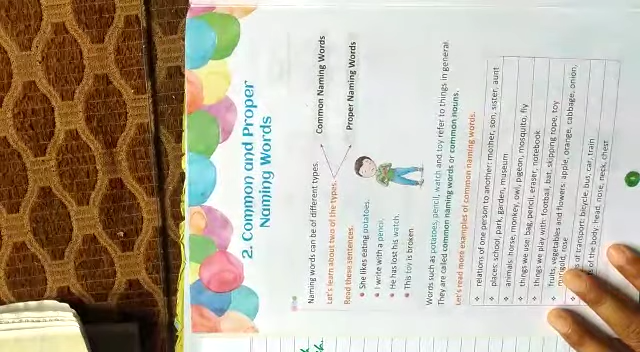 2. Common and Proper
Naming Words
Naming words can be of different types.
Let's learn about two of the types.
Common Naming Words
Proper Naming Words
Read these sentences.
She likes eating potatoes.
I write with a pencil.
He has lost his watch.
This toy is broken.
Words such as potatoes, pencil, watch and toy refer to things in general.
They are called common naming words or common nouns.
Let's read more examples of common naming words.
relations of one person to another: mother, son, sister, aunt
places: school, park, garden, museum
animals: horse, monkey, owl, pigeon, mosquito, fly
things we use: bag, pencil, eraser, notebook
things we play with: football, bat, skipping rope, toy
fruits, vegetables and flowers: apple, orange, cabbage, onion,
marigold, rose
of transport: bicycle, bus, car, train
of the body: head, nose, neck, chest